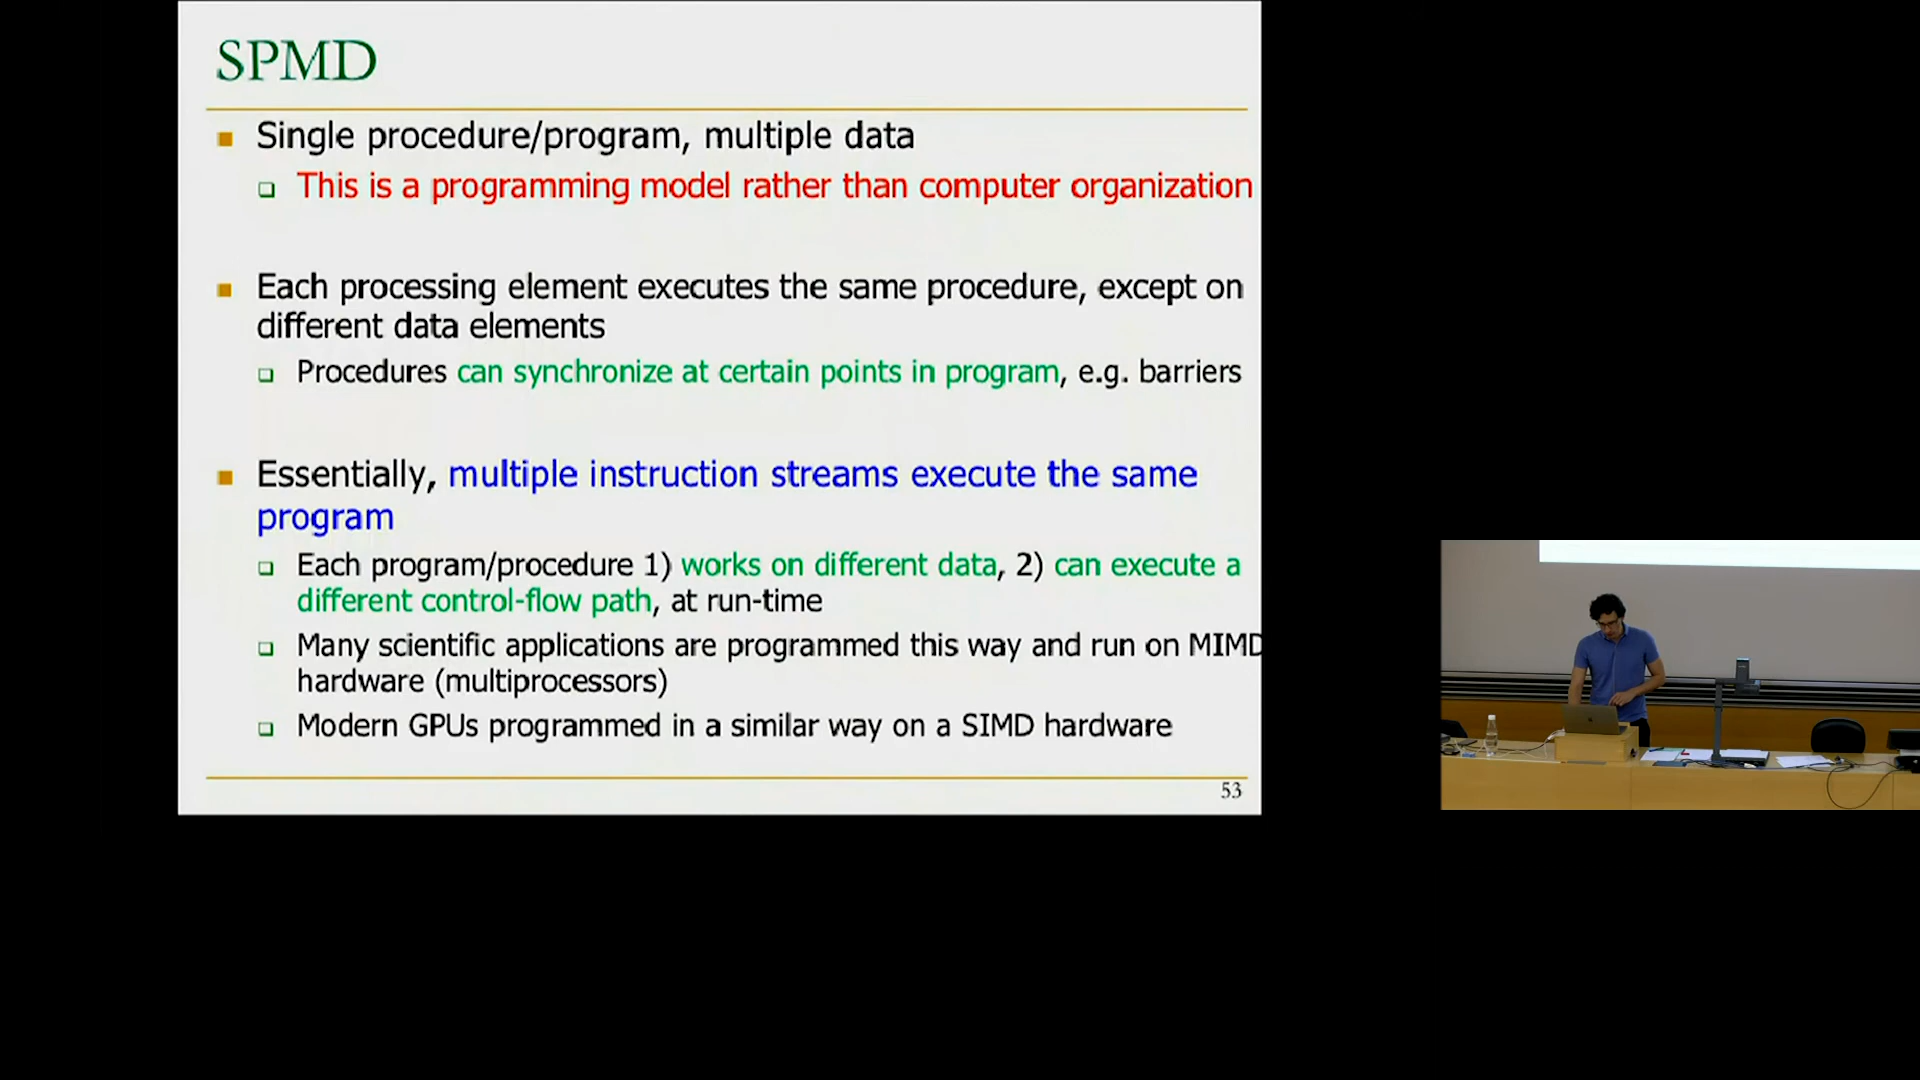 SPMD
Single procedure/program, multiple data
This is a programming model rather than computer organization
Each processing element executes the same procedure, except on
different data elements
Procedures can synchronize at certain points in program, e.g. barriers
Essentially, multiple instruction streams execute the same
program
Each program/procedure 1) works on different data, 2) can execute a
different control-flow path, at run-time
Many scientific applications are programmed this way and run on MIMD
hardware (multiprocessors)
Modern GPUs programmed in a similar way on a SIMD hardware
53